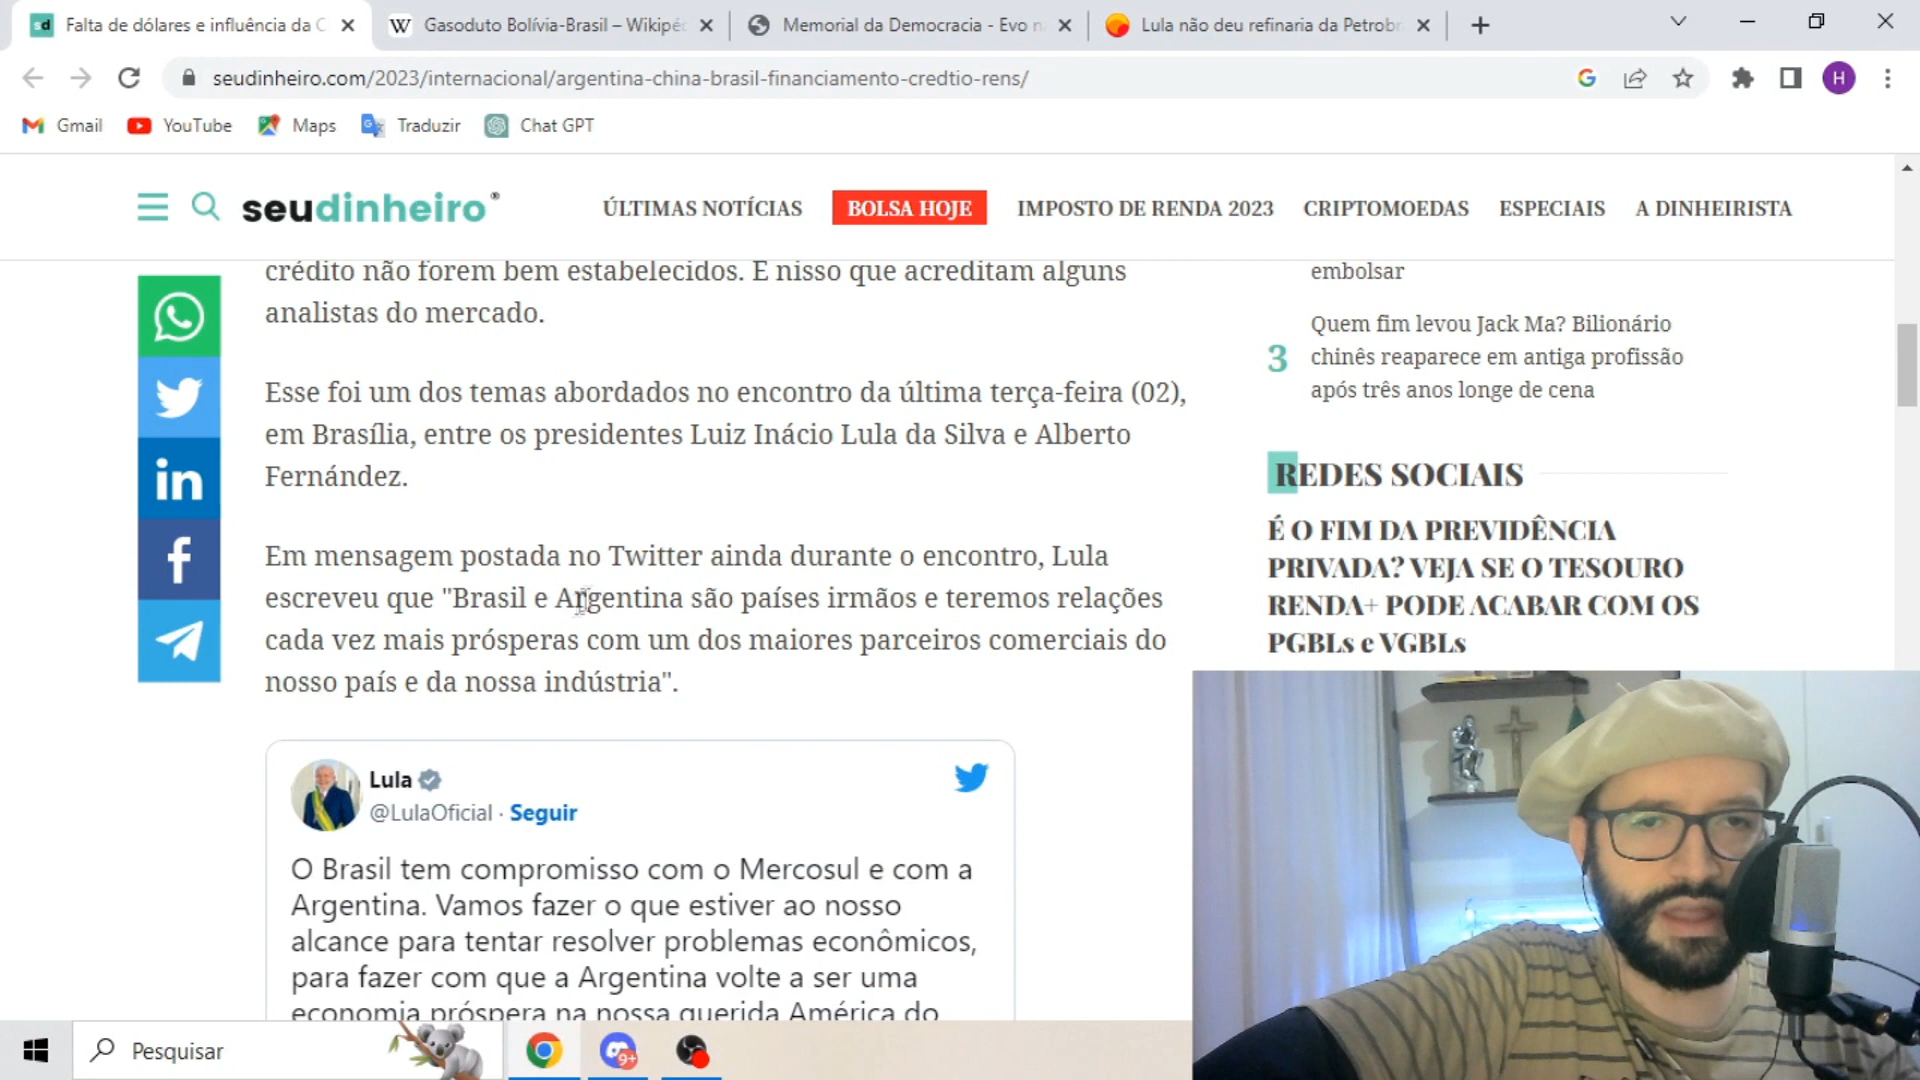 Falta de dólares e influência da C
Gasoduto Bolívia-Brasil – Wikipéd
Memorial da Democracia - Evo n
Lula não deu refinaria da Petrobr
seudinheiro.com/2023/internacional/argentina-china-brasil-financiamento-credtio-rens/
H
Gmail
YouTube
Maps
Traduzir
Chat GPT
seudinheiro
ÚLTIMAS NOTÍCIAS
BOLSA HOJE
IMPOSTO DE RENDA 2023
CRIPTOMOEDAS
ESPECIAIS
A DINHEIRISTA
crédito não forem bem estabelecidos. É nisso que acreditam alguns
analistas do mercado.
Esse foi um dos temas abordados no encontro da última terça-feira (02),
em Brasília, entre os presidentes Luiz Inácio Lula da Silva e Alberto
Fernández.
Em mensagem postada no Twitter ainda durante o encontro, Lula
escreveu que "Brasil e Argentina são países irmãos e teremos relações
cada vez mais prósperas com um dos maiores parceiros comerciais do
nosso país e da nossa indústria".
Lula
@LulaOficial · Seguir
O Brasil tem compromisso com o Mercosul e com a
Argentina. Vamos fazer o que estiver ao nosso
alcance para tentar resolver problemas econômicos,
para fazer com que a Argentina volte a ser uma
economia próspera na nossa querida América do
embolsar
3
Quem fim levou Jack Ma? Bilionário
chinês reaparece em antiga profissão
após três anos longe de cena
REDES SOCIAIS
É O FIM DA PREVIDÊNCIA
PRIVADA? VEJA SE O TESOURO
RENDA+ PODE ACABAR COM OS
PGBLs e VGBLs
Pesquisar
9+